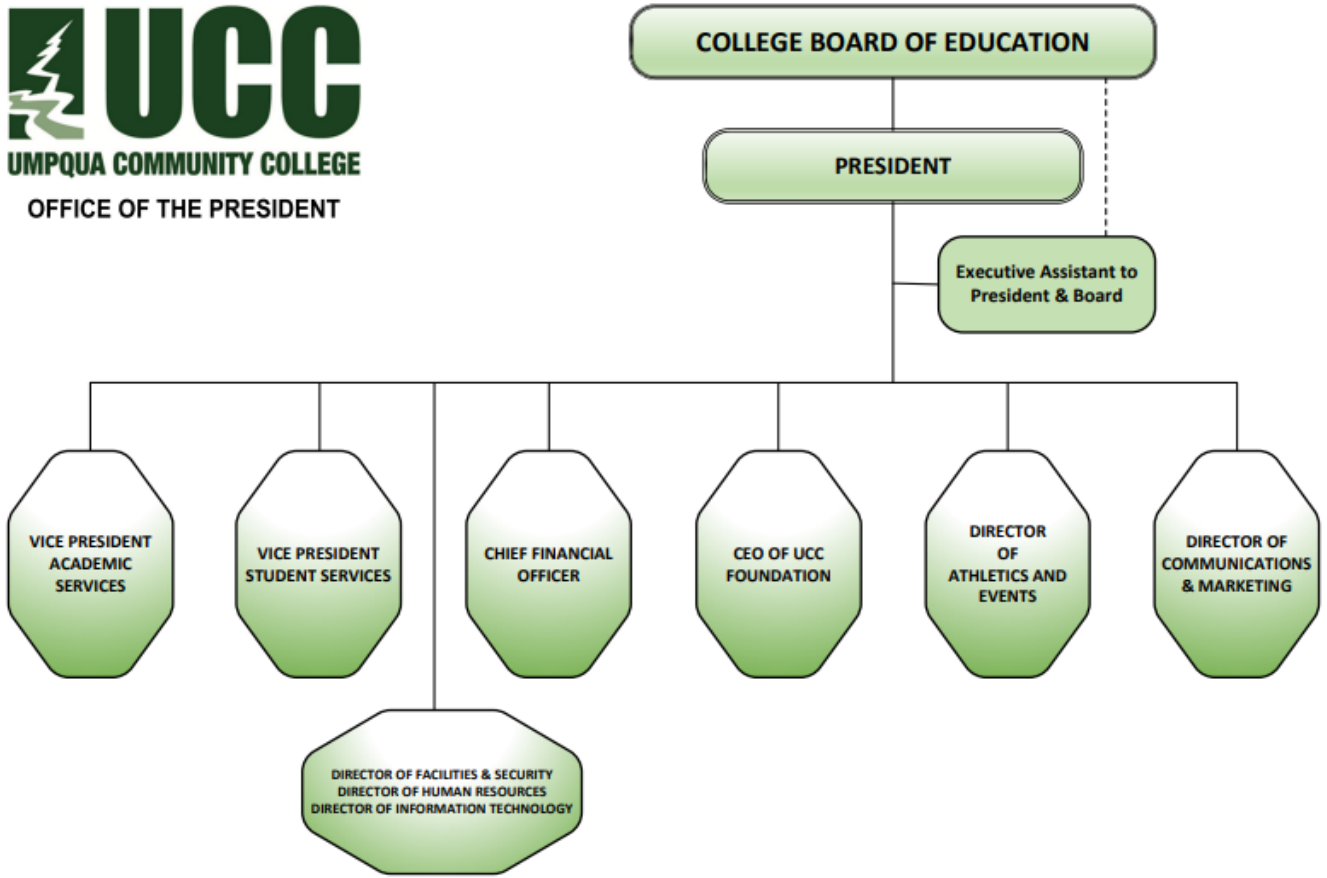 UCC
UMPQUA COMMUNITY COLLEGE
OFFICE OF THE PRESIDENT
COLLEGE BOARD OF EDUCATION
PRESIDENT
Executive Assistant to
President & Board
VICE PRESIDENT
ACADEMIC
SERVICES
VICE PRESIDENT
STUDENT SERVICES
CHIEF FINANCIAL
OFFICER
CEO OF UCC
FOUNDATION
DIRECTOR
OF
ATHLETICS AND
EVENTS
DIRECTOR OF
COMMUNICATIONS
& MARKETING
DIRECTOR OF FACILITIES & SECURITY
DIRECTOR OF HUMAN RESOURCES
DIRECTOR OF INFORMATION TECHNOLOGY